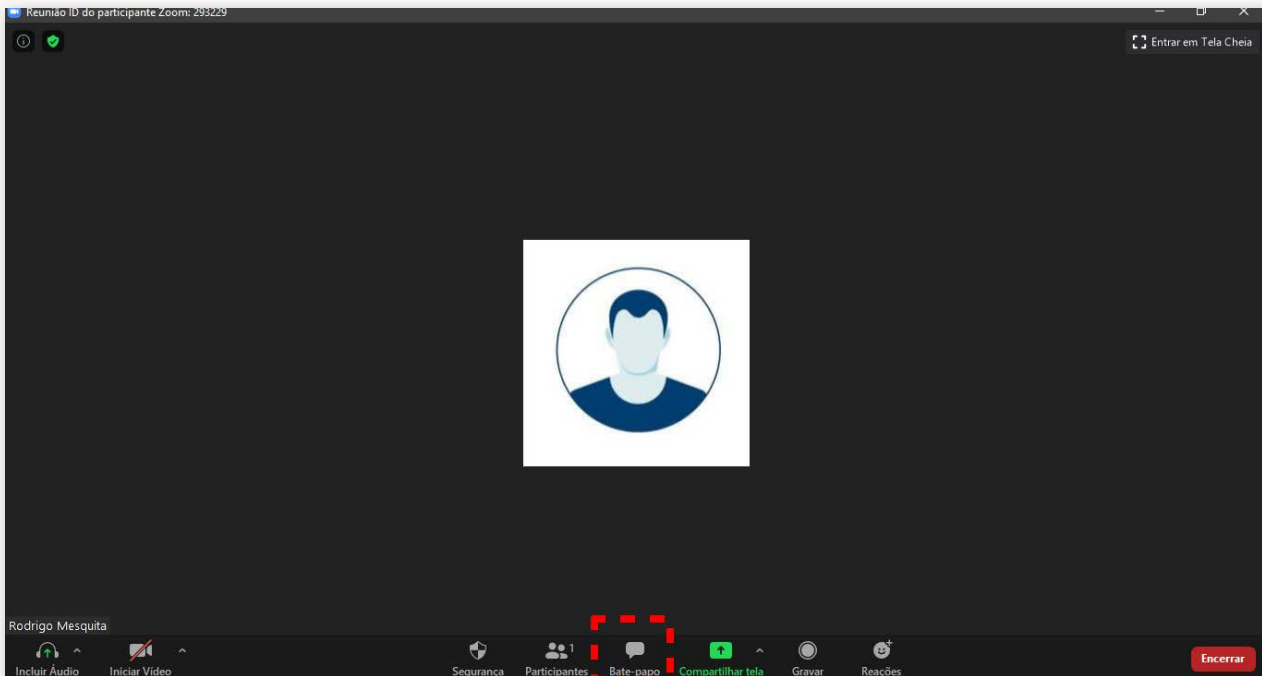 Reunião ID do participante Zoom: 293229
Entrar em Tela Cheia
Rodrigo Mesquita
1
Incluir Áudio
Iniciar Vídeo
Segurança
Participantes
Bate-papo
Compartilhar tela
Gravar
Reações
Encerrar